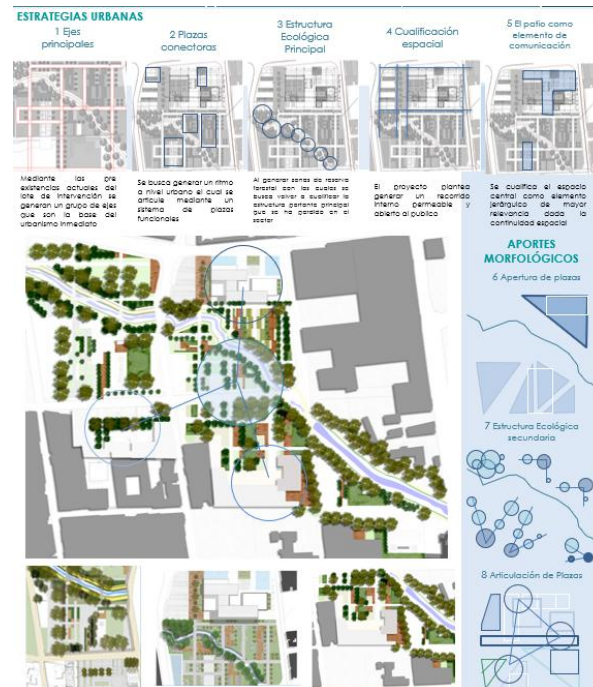 ESTRATEGIAS URBANAS
1 Ejes
principales
2 Plazas
conectoras
3 Estructura
Ecológica
Principal
4 Cualificación
espacial
5 El patio como
elemento de
comunicación
Mediante las pre
existencias actuales del
lote de intervención se
generan un grupo de ejes
que son la base del
urbanismo inmediato
Se busca generar un ritmo
a nivel urbano el cual se
articule mediante un
sistema de plazas
funcionales
Al generar zonas de reserva
forestal con las cuales se
busca volver a cualificar la
estructura portante principal
que se ha perdido en el
sector
El proyecto plantea
generar un recorrido
interno permeable y
abierto al publico
Se cualifica el espacio
central como elemento
jerárquico de mayor
relevancia dada la
continuidad espacial
APORTES
MORFOLÓGICOS
6 Apertura de plazas
7 Estructura Ecológica
secundaria
8 Articulación de Plazas